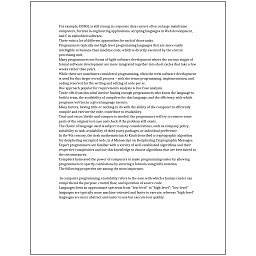 For example COBOL is still strong in corporate data centers often on large mainframe
computers, Fortran in engineering applications, scripting languages in Web development,
and C in embedded software.
There exist a lot of different approaches for each of those tasks.
Programs in typically use high-level programming languages that are more easily
intelligible to humans than machine code, which is directly executed by the central
processing unit.
Many programmers use forms of Agile software development where the various stages of
formal software development are more integrated together into short cycles that take a few
weeks rather than years.
While these are sometimes considered programming, often the term software development
is used for this larger overall process – with the terms programming, implementation, and
coding reserved for the writing and editing of code per se.
One approach popular for requirements analysis is Use Case analysis.
Trade-offs from this ideal involve finding enough programmers who know the language to
build a team, the availability of compilers for that language, and the efficiency with which
programs written in a given language execute.
Many factors, having little or nothing to do with the ability of the computer to efficiently
compile and execute the code, contribute to readability.
Trial-and-error/divide-and-conquer is needed: the programmer will try to remove some
parts of the original test case and check if the problem still exists.
The choice of language used is subject to many considerations, such as company policy,
suitability to task, availability of third-party packages, or individual preference.
In the 9th century, the Arab mathematician Al-Kindi described a cryptographic algorithm
for deciphering encrypted code, in A Manuscript on Deciphering Cryptographic Messages.
Expert programmers are familiar with a variety of well-established algorithms and their
respective complexities and use this knowledge to choose algorithms that are best suited to
the circumstances.
Compilers harnessed the power of computers to make programming easier by allowing
programmers to specify calculations by entering a formula using infix notation.
The following properties are among the most important:

In computer programming, readability refers to the ease with which a human reader can
comprehend the purpose, control flow, and operation of source code.
Languages form an approximate spectrum from "low-level" to "high-level"; "low-level"
languages are typically more machine-oriented and faster to execute, whereas "high-level"
languages are more abstract and easier to use but execute less quickly.